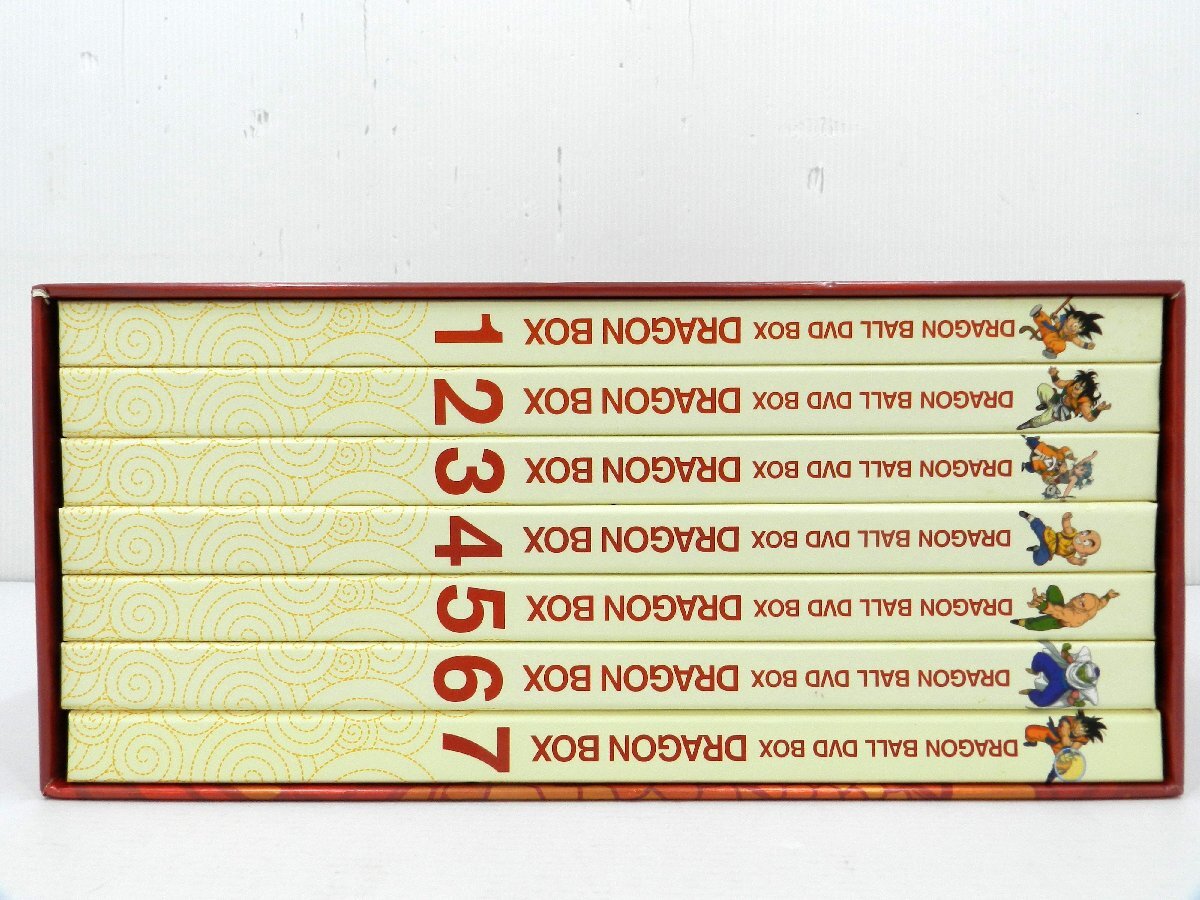 DRAGON BALL DVD BOX DRAGON BOX 1
DRAGON BALL DVD BOX DRAGON BOX 2
DRAGON BALL DVD BOX DRAGON BOX 3
DRAGON BALL DVD BOX DRAGON BOX 4
DRAGON BALL DVD BOX DRAGON BOX 5
DRAGON BALL DVD BOX DRAGON BOX 6
DRAGON BALL DVD BOX DRAGON BOX 7